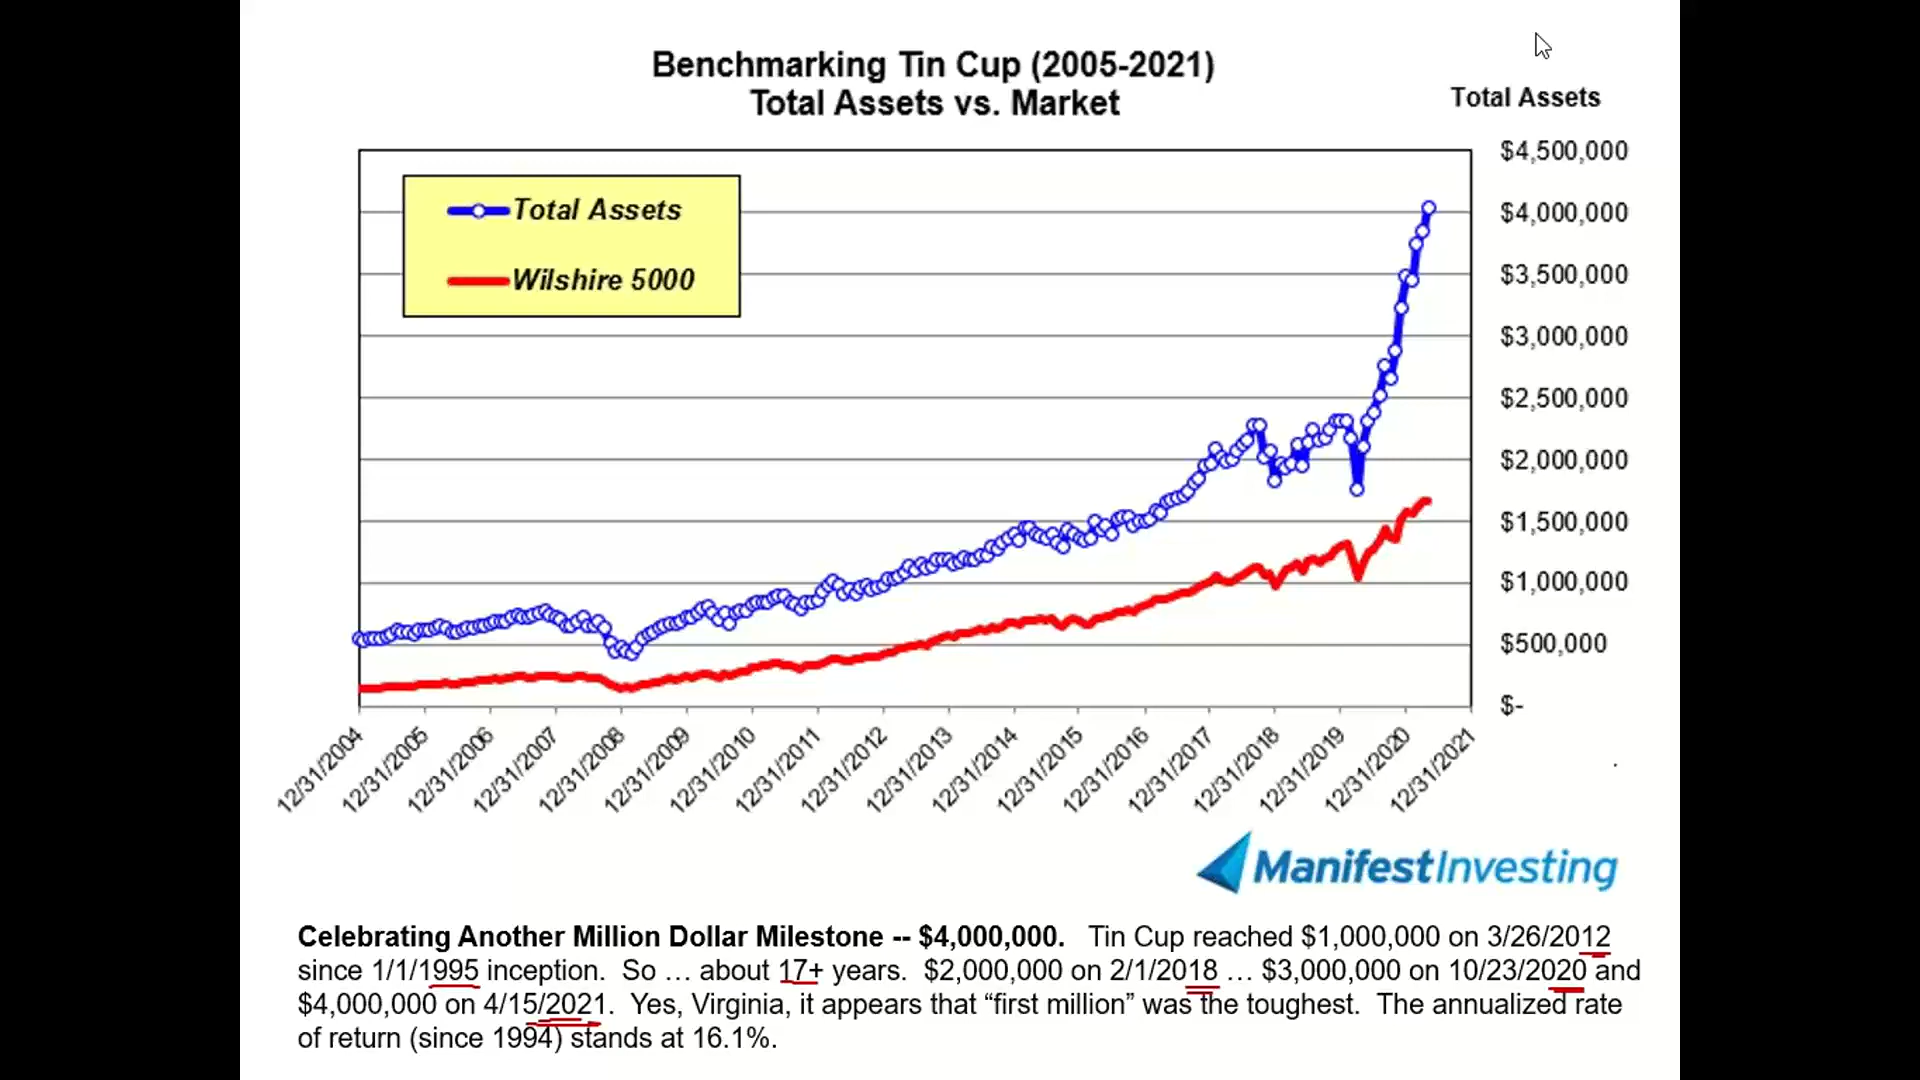 Benchmarking Tin Cup (2005-2021)
Total Assets vs. Market
Total Assets
$4,500,000
$4,000,000
$3,500,000
$3,000,000
$2,500,000
$2,000,000
$1,500,000
$1,000,000
$500,000
$-
Total Assets
Wilshire 5000
12/31/2004
12/31/2005
12/31/2006
12/31/2007
12/31/2008
12/31/2009
12/31/2010
12/31/2011
12/31/2012
12/31/2013
12/31/2014
12/31/2015
12/31/2016
12/31/2017
12/31/2018
12/31/2019
12/31/2020
12/31/2021
ManifestInvesting
Celebrating Another Million Dollar Milestone -- $4,000,000. Tin Cup reached $1,000,000 on 3/26/2012
since 1/1/1995 inception. So … about 17+ years. $2,000,000 on 2/1/2018 … $3,000,000 on 10/23/2020 and
$4,000,000 on 4/15/2021. Yes, Virginia, it appears that “first million” was the toughest. The annualized rate
of return (since 1994) stands at 16.1%.